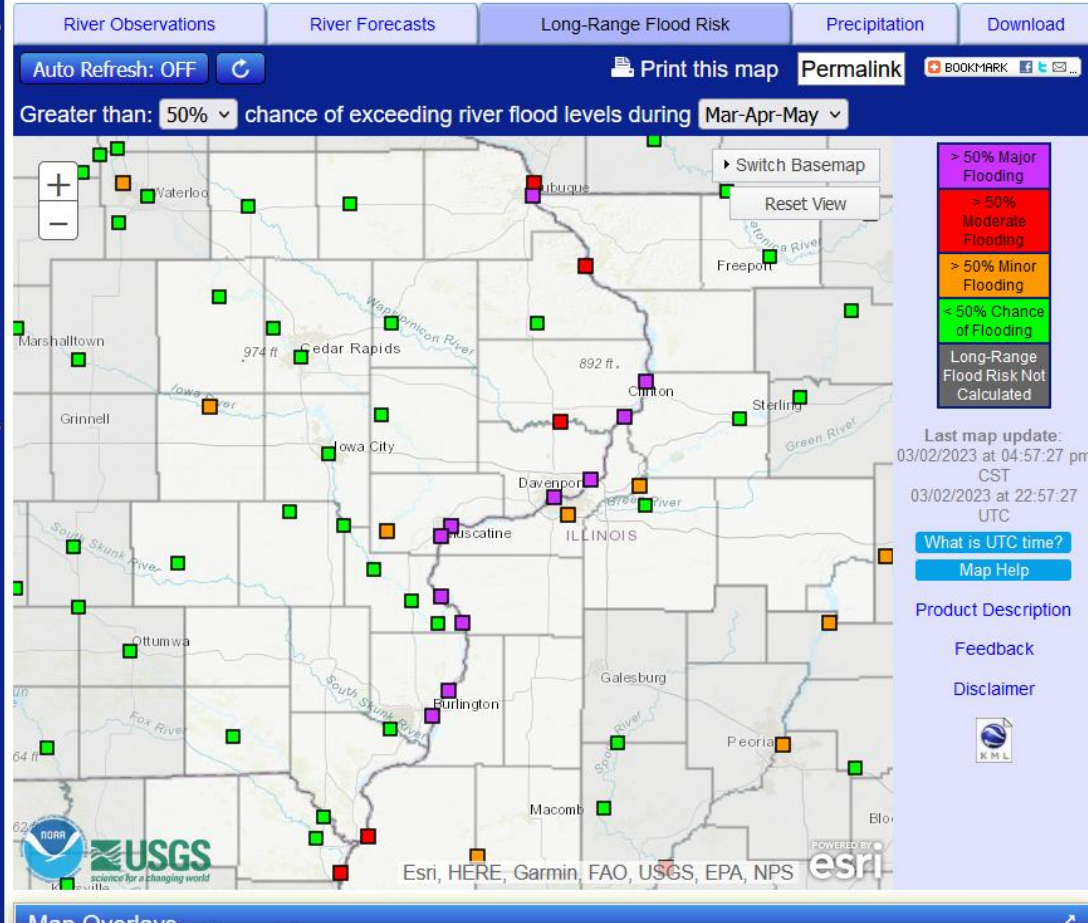 River Observations
River Forecasts
Long-Range Flood Risk
Precipitation
Download
Auto Refresh: OFF
Print this map
Permalink
BOOKMARK
Greater than: 50% chance of exceeding river flood levels during Mar-Apr-May
+
−
Switch Basemap
Reset View
Waterloo
Freeport
Wapsipinicon River
Marshalltown
974 ft
Cedar Rapids
892 ft.
Clinton
Grinnell
Iowa River
Sterling
Iowa City
Green River
Davenport
Green River
ILLINOIS
South Skunk River
Ottumwa
Galesburg
South Skunk River
Burlington
Fox River
Peoria
Spoon River
Macomb
NOAA
USGS
science for a changing world
Esri, HERE, Garmin, FAO, USGS, EPA, NPS
POWERED BY
esri
> 50% Major
Flooding
> 50%
Moderate
Flooding
> 50% Minor
Flooding
< 50% Chance
of Flooding
Long-Range
Flood Risk Not
Calculated
Last map update:
03/02/2023 at 04:57:27 pm
CST
03/02/2023 at 22:57:27
UTC
What is UTC time?
Map Help
Product Description
Feedback
Disclaimer
KML
Map Overlays